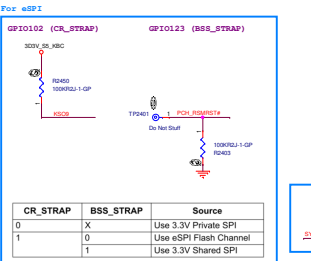 For eSPI
GPIO102 (CR_STRAP)
GPIO123 (BSS_STRAP)
3D3V_S5_KBC
R2450
100KR2J-1-GP
KSO9
TP2401
1
PCH_RSMRST#
Do Not Stuff
100KR2J-1-GP
R2403
CR_STRAP BSS_STRAP Source
0 X Use 3.3V Private SPI
1 0 Use eSPI Flash Channel
1 Use 3.3V Shared SPI